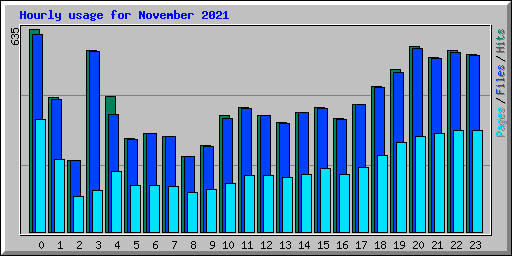 Hourly usage for November 2021
635
Pages/Files/Hits
0 1 2 3 4 5 6 7 8 9 10 11 12 13 14 15 16 17 18 19 20 21 22 23